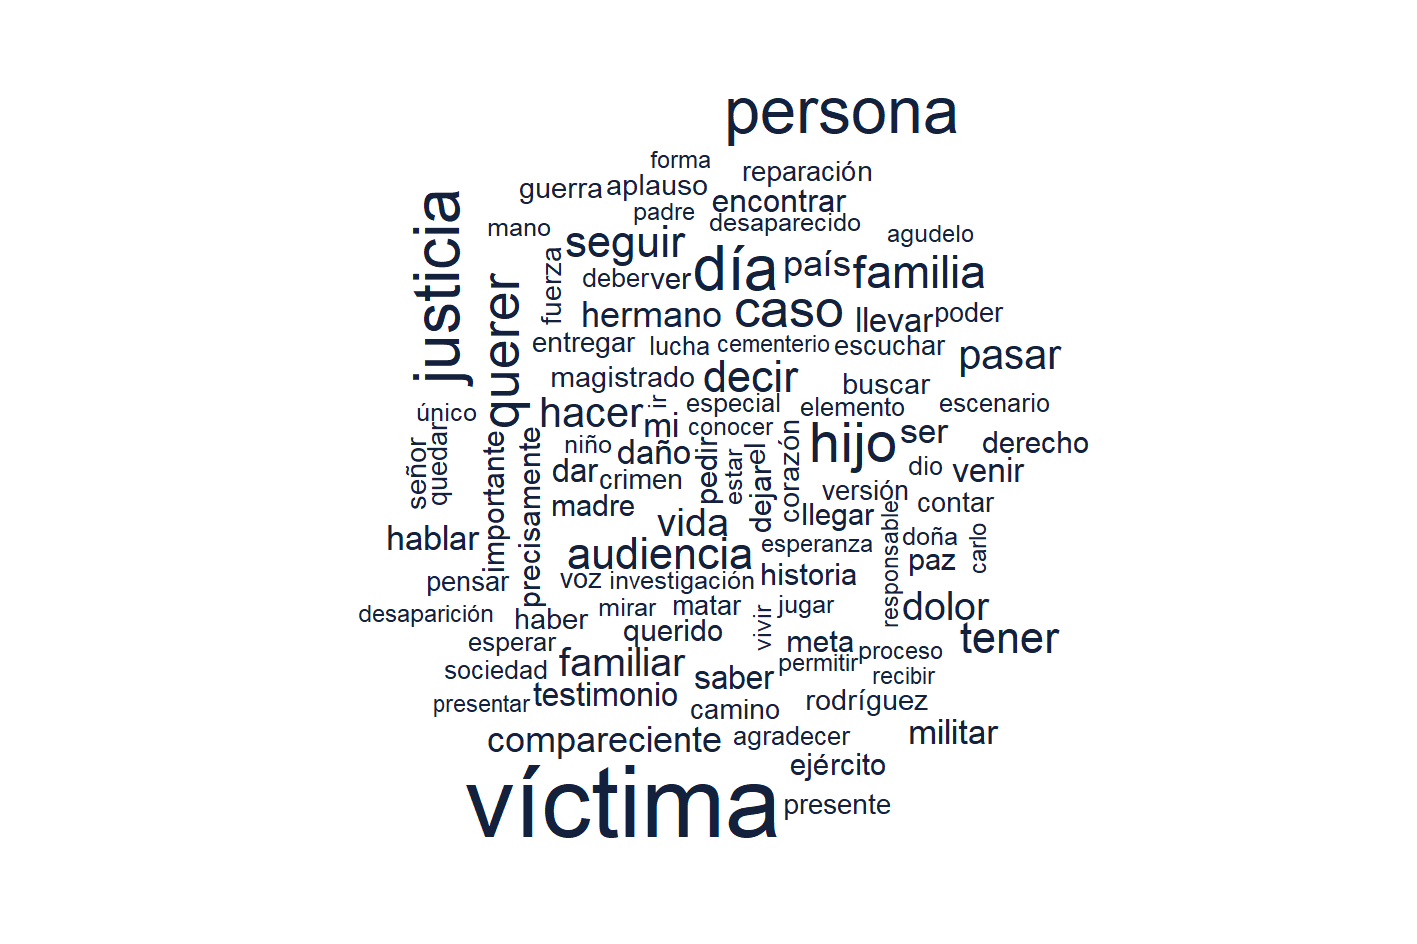 persona
forma
reparación
guerra
aplauso
encontrar
padre
desaparecido
mano
agudelo
justicia
seguir
día
país
familia
querer
fuerza
deber
ver
hermano
caso
llevar
poder
entregar
lucha
cementerio
escuchar
pasar
magistrado
decir
buscar
único
hacer
mi
ir
especial
elemento
escenario
conocer
hijo
ser
derecho
señor
quedar
importante
precisamente
niño
daño
pedir
estar
dejar
el
corazón
dar
crimen
dio
venir
madre
versión
contar
vida
llegar
hablar
audiencia
esperanza
responsable
doña
paz
carlo
pensar
voz
investigación
historia
desaparición
haber
mirar
matar
jugar
dolor
esperar
querido
vivir
meta
tener
sociedad
familiar
saber
permitir
proceso
recibir
presentar
testimonio
camino
rodríguez
compareciente
agradecer
militar
ejército
víctima
presente